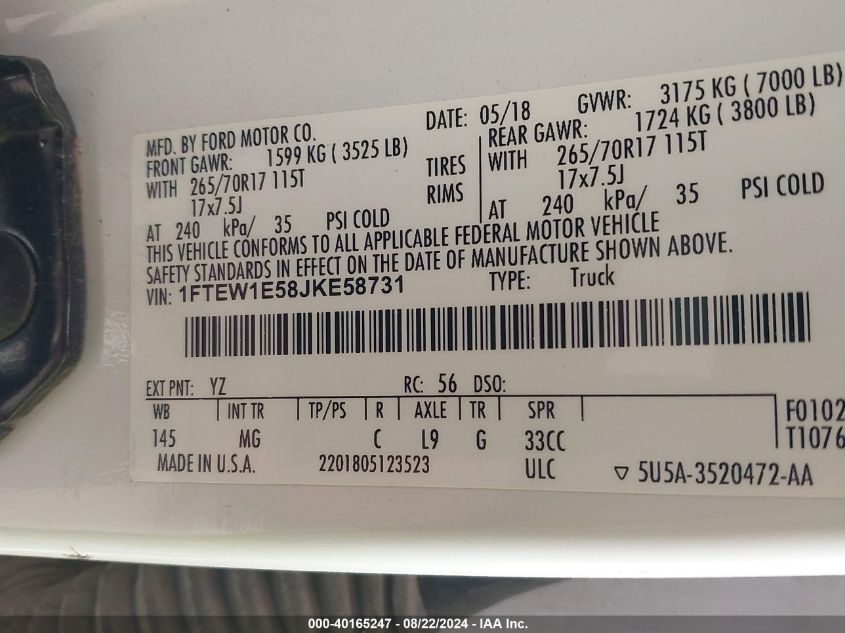 MFD. BY FORD MOTOR CO. DATE: 05/18 GVWR: 3175 KG ( 7000 LB)
FRONT GAWR: 1599 KG ( 3525 LB) REAR GAWR: 1724 KG ( 3800 LB)
WITH 265/70R17 115T TIRES WITH 265/70R17 115T
17x7.5J RIMS 17x7.5J
AT 240 kPa/ 35 PSI COLD AT 240 kPa/ 35 PSI COLD
THIS VEHICLE CONFORMS TO ALL APPLICABLE FEDERAL MOTOR VEHICLE
SAFETY STANDARDS IN EFFECT ON THE DATE OF MANUFACTURE SHOWN ABOVE.
VIN: 1FTEW1E58JKE58731 TYPE: Truck
EXT PNT: YZ RC: 56 DSO:
WB INT TR TP/PS R AXLE TR SPR F0102
145 MG C L9 G 33CC T1076
MADE IN U.S.A. 2201805123523 ULC ▽ 5U5A-3520472-AA
000-40165247 - 08/22/2024 - IAA Inc.